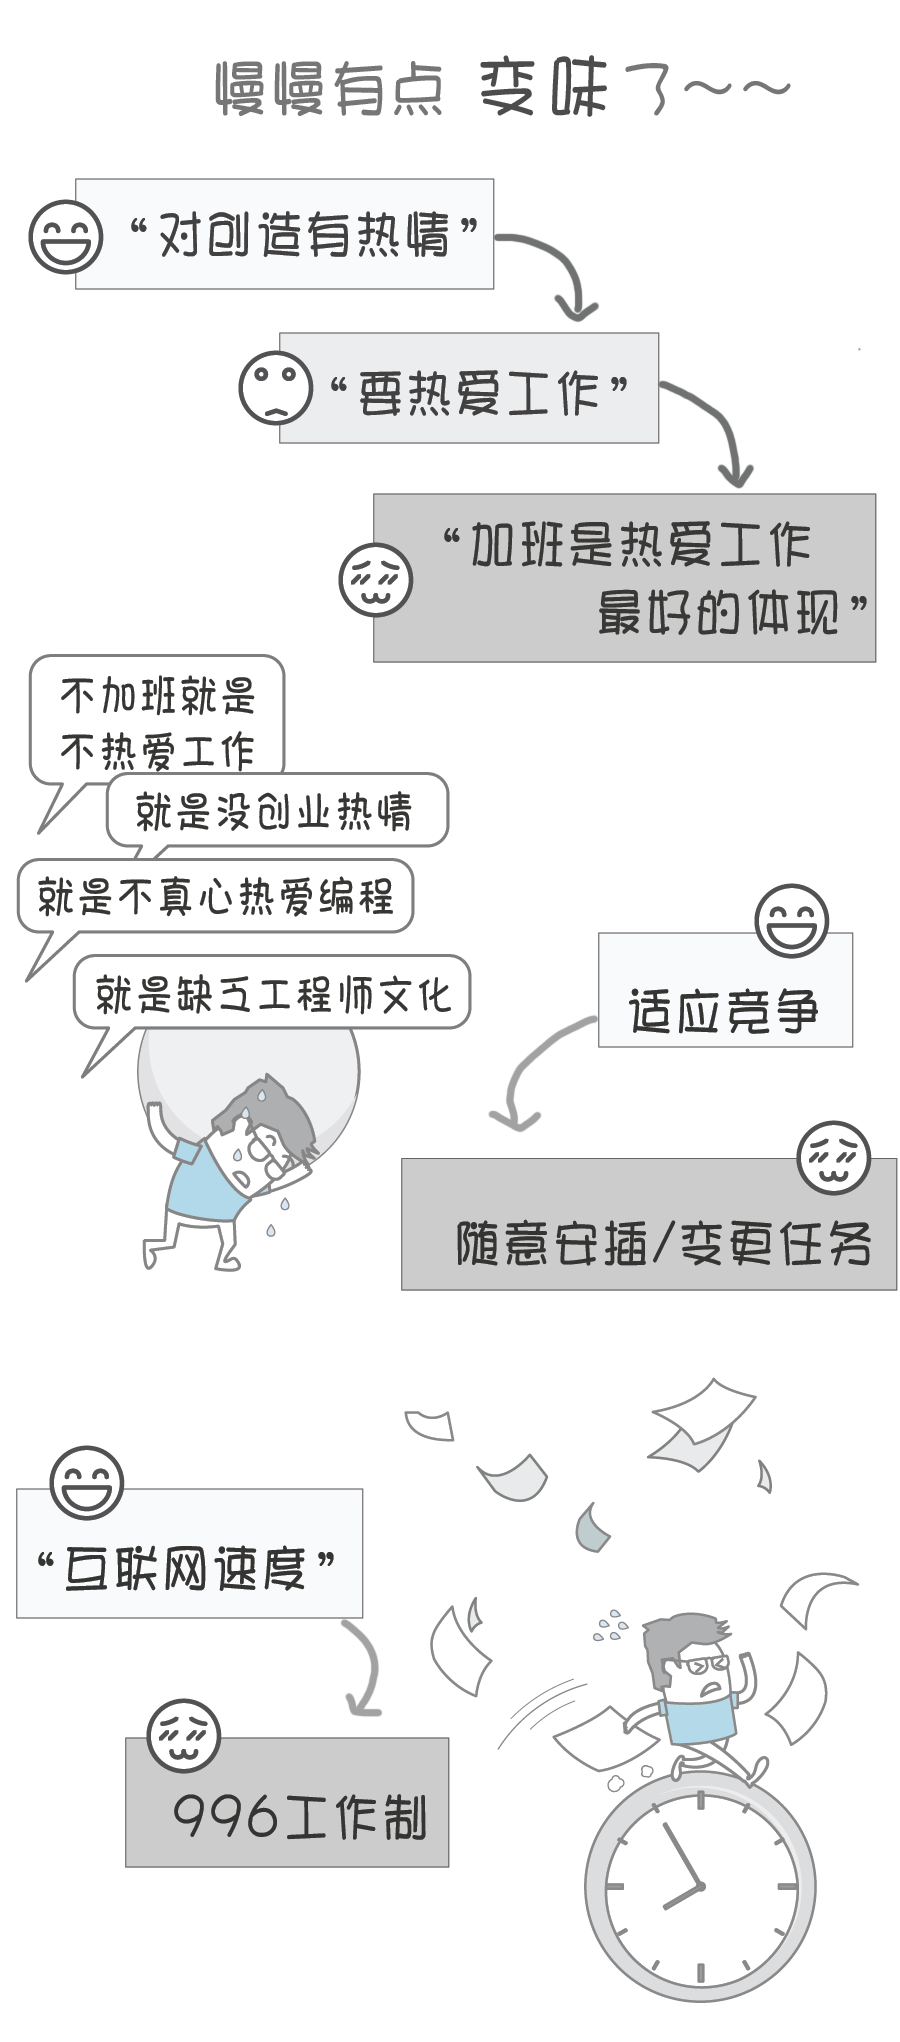 慢慢有点 变味了～～
“对创造有热情”
“要热爱工作”
“加班是热爱工作
最好的体现”
不加班就是
不热爱工作
就是没创业热情
就是不真心热爱编程
就是缺乏工程师文化
适应竞争
随意安插/变更任务
“互联网速度”
996工作制